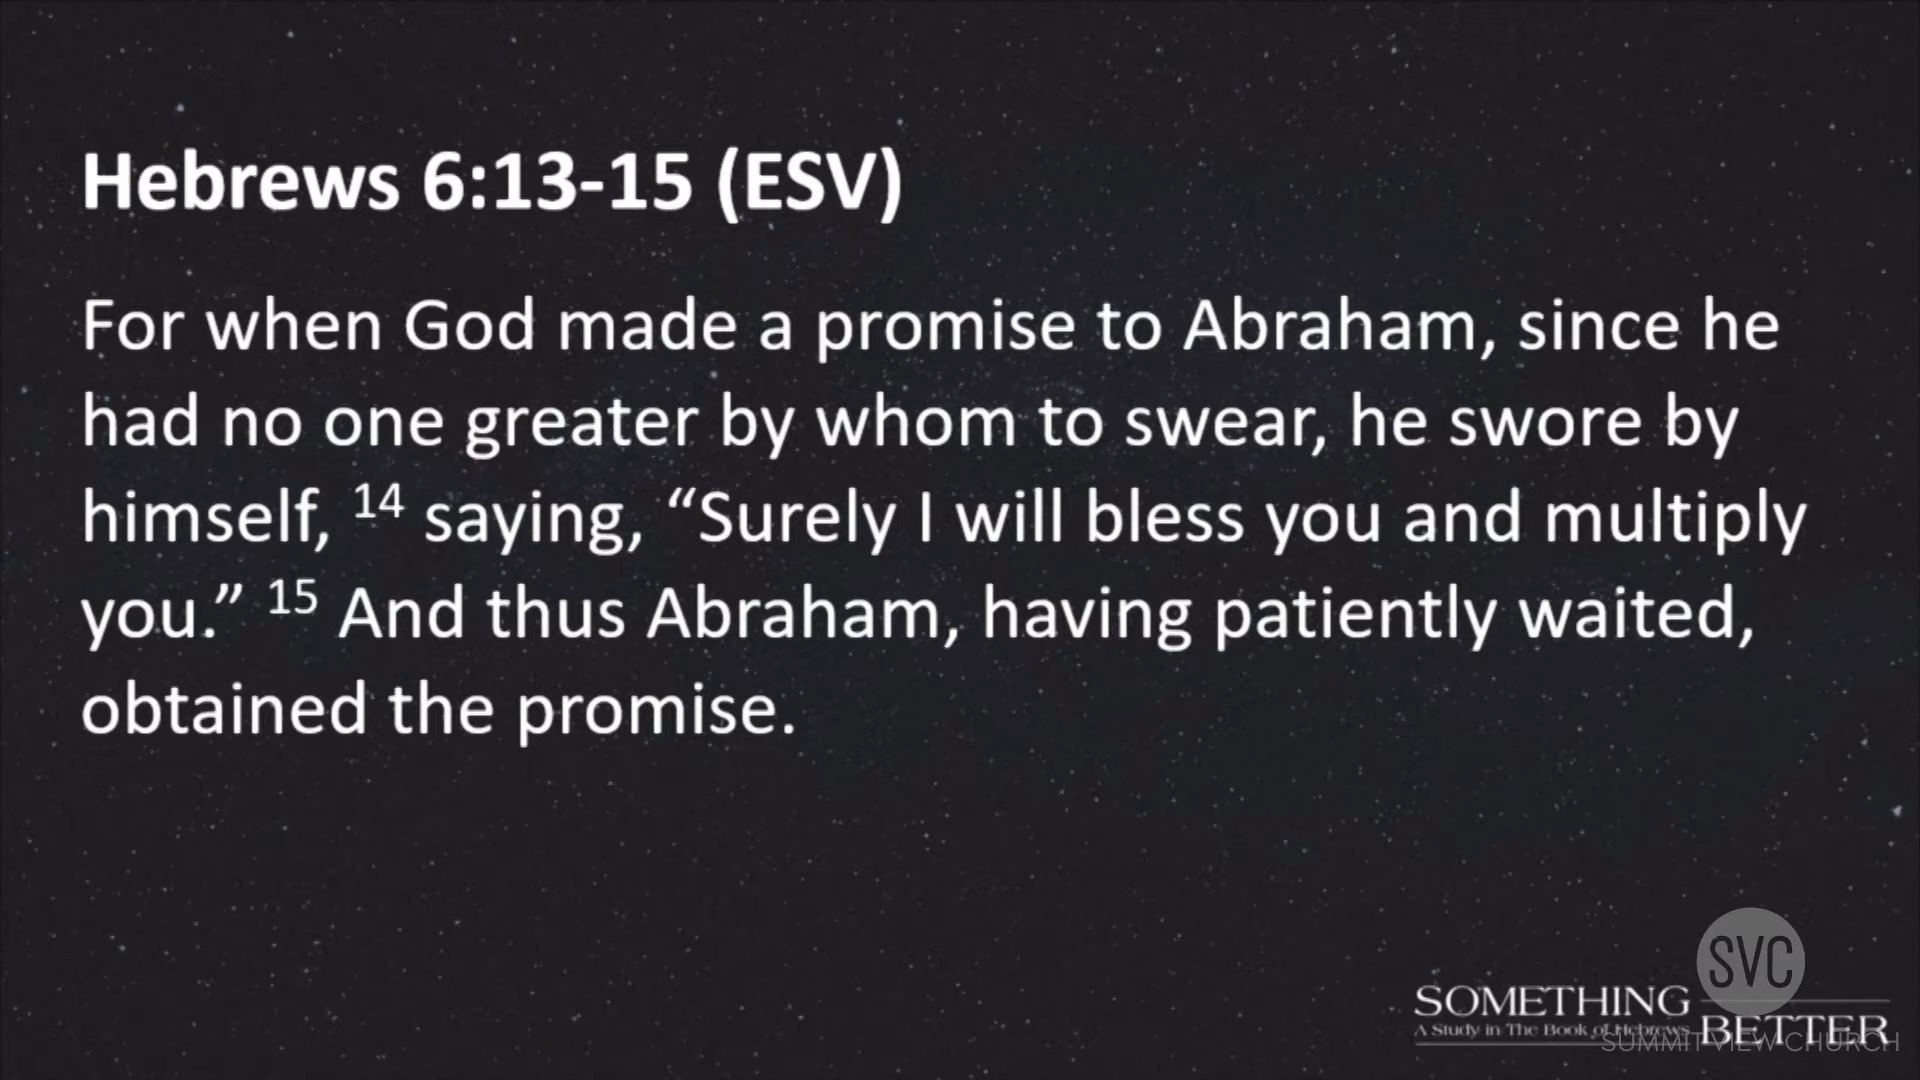 Hebrews 6:13-15 (ESV)
For when God made a promise to Abraham, since he
had no one greater by whom to swear, he swore by
himself, 14 saying, “Surely I will bless you and multiply
you.” 15 And thus Abraham, having patiently waited,
obtained the promise.
SVC
SOMETHING
A Study in The Book of Hebrews
BETTER
SUMMIT VIEW CHURCH